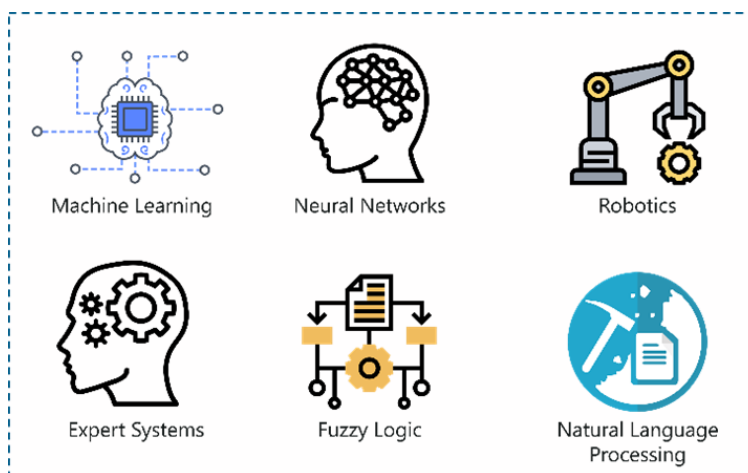 Machine Learning
Neural Networks
Robotics
Expert Systems
Fuzzy Logic
Natural Language
Processing